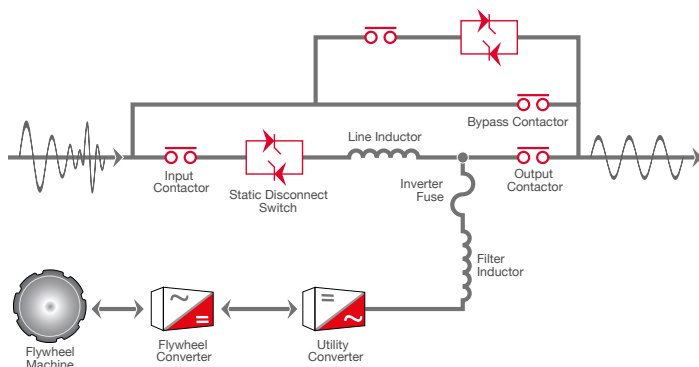 Bypass Contactor
Line Inductor
Input
Contactor
Static Disconnect
Switch
Inverter
Fuse
Output
Contactor
Filter
Inductor
Flywheel
Machine
Flywheel
Converter
Utility
Converter